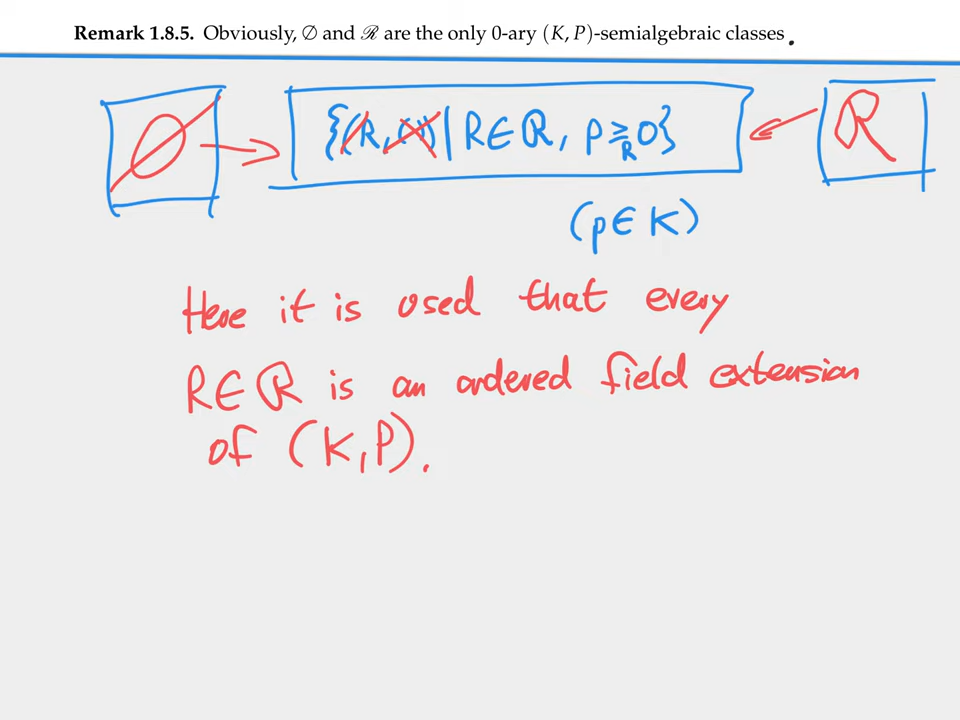 Remark 1.8.5. Obviously, ∅ and ℛ are the only 0-ary (K, P)-semialgebraic classes.
∅ → {(R, ()) | R ∈ ℛ, p ≥_R 0} ← ℛ
(p ∈ K)
Here it is used that every
R ∈ ℛ is an ordered field extension
of (K, P).